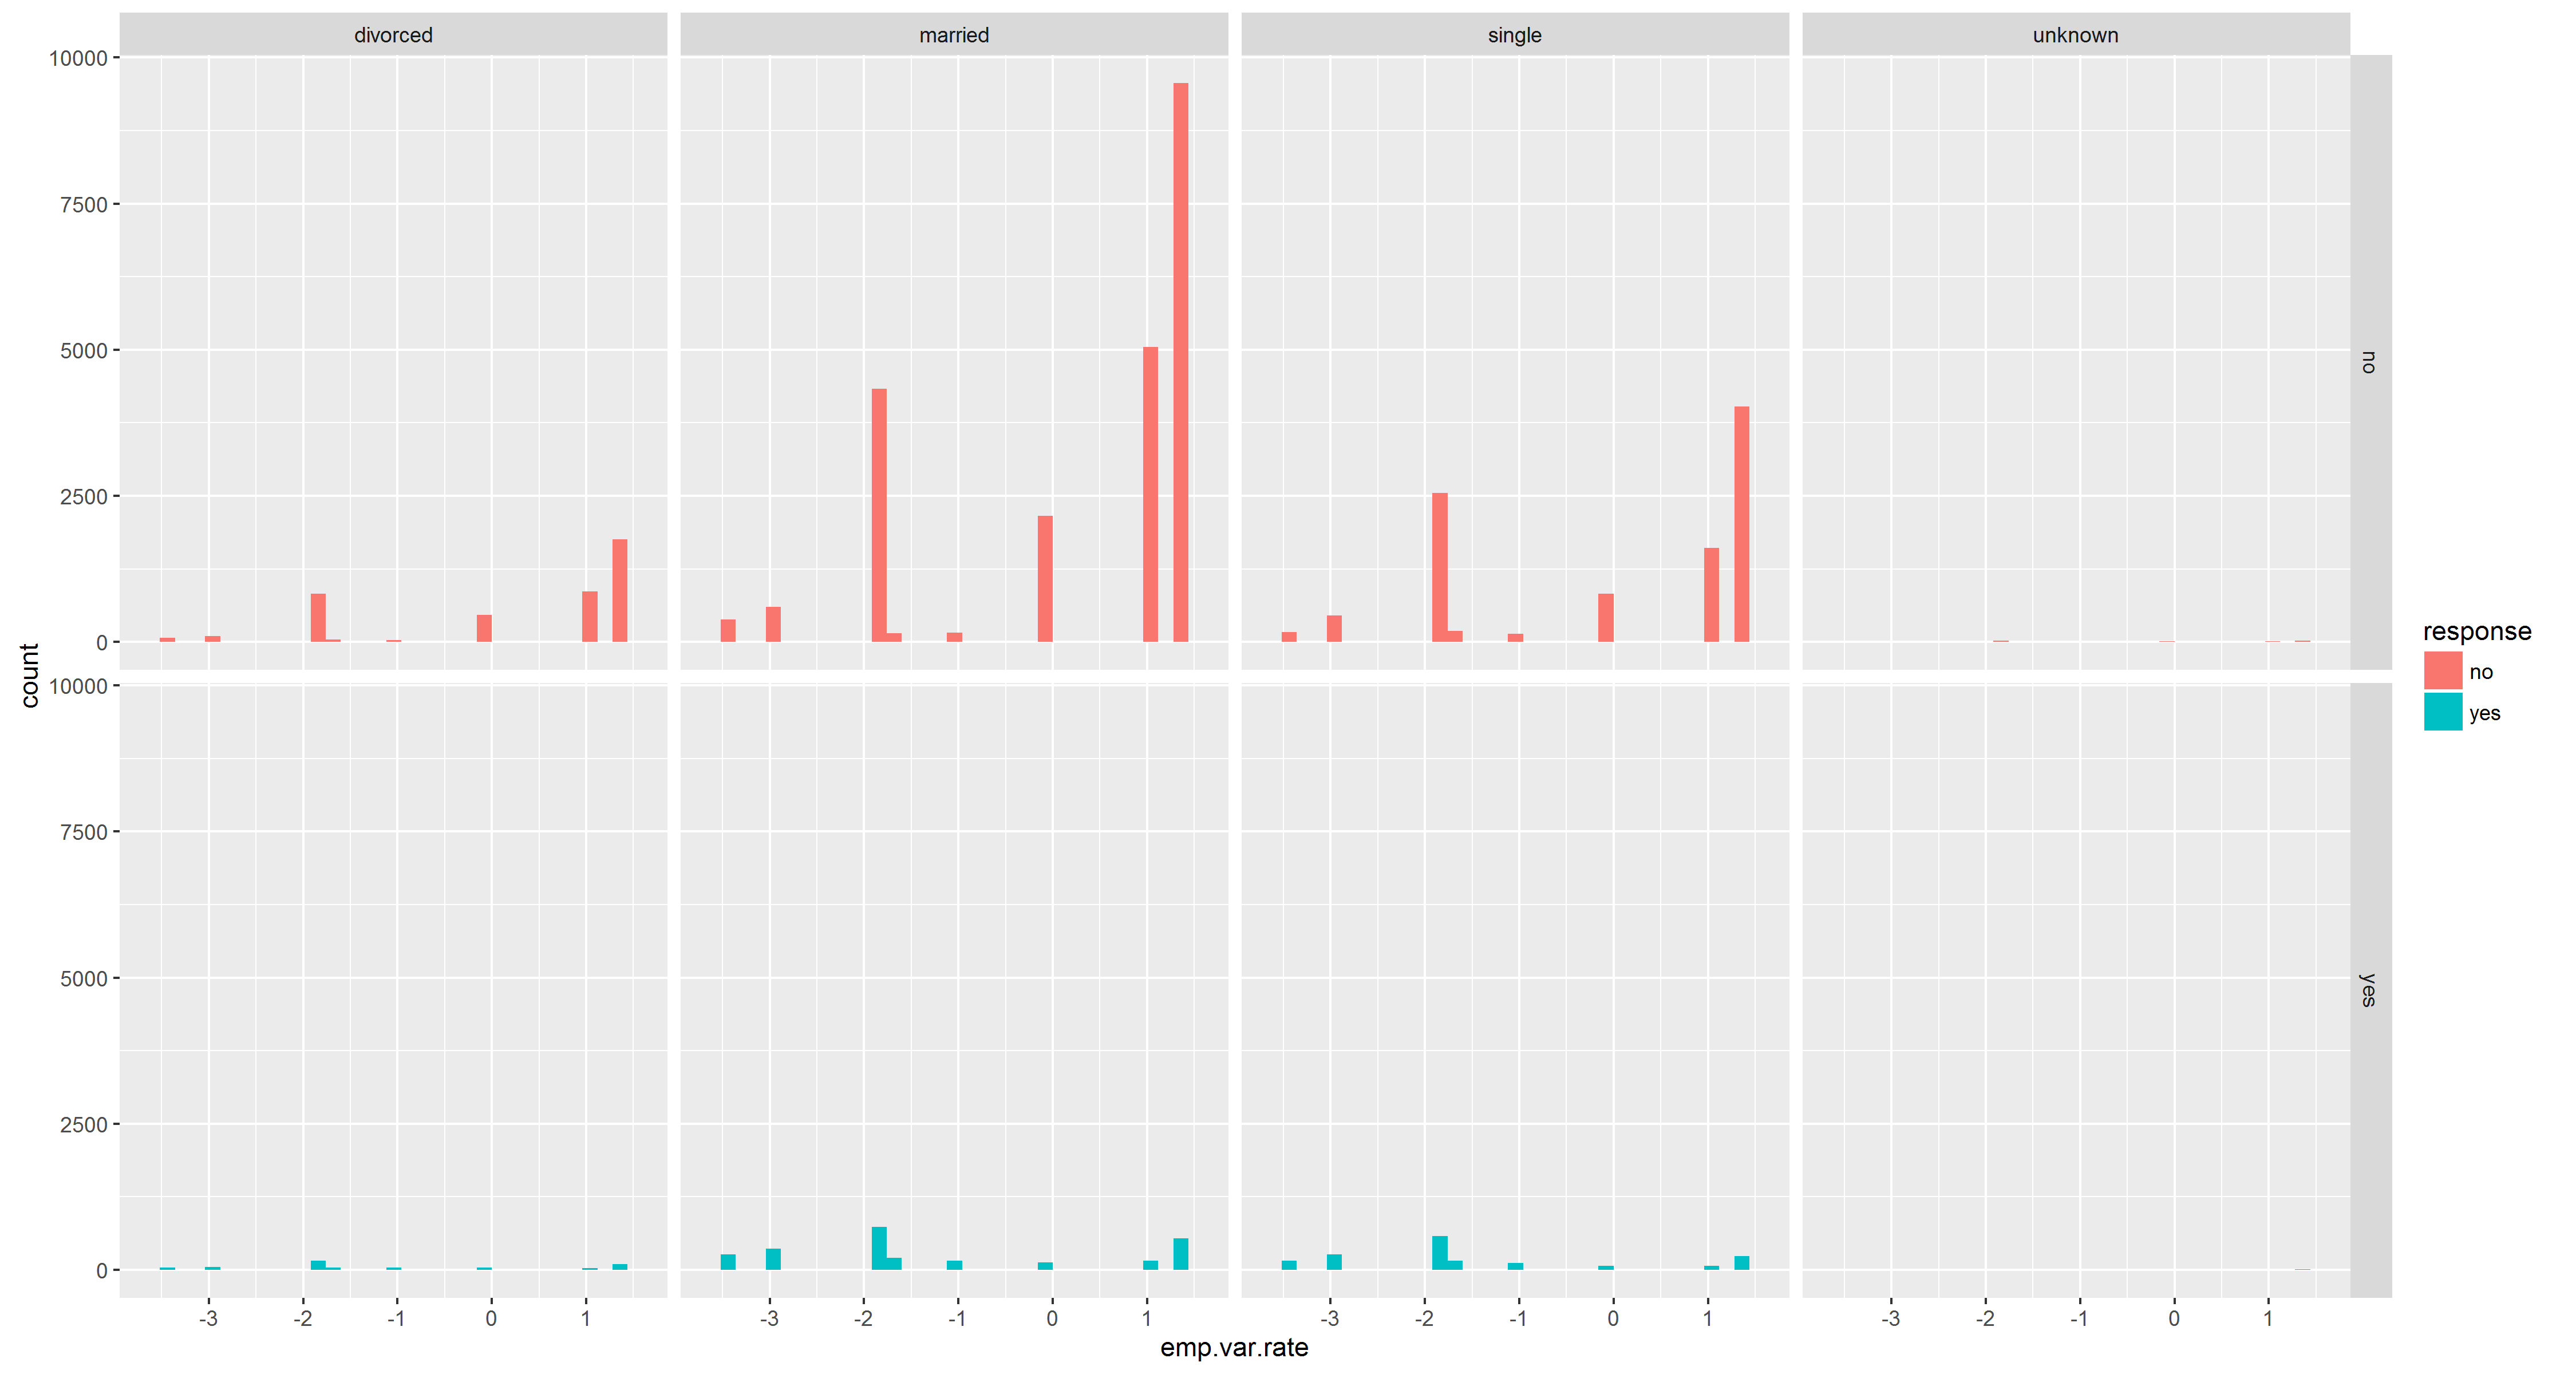 divorced married single unknown
10000
7500
5000
2500
0
no
10000
7500
5000
2500
0
yes
count
-3 -2 -1 0 1 -3 -2 -1 0 1 -3 -2 -1 0 1 -3 -2 -1 0 1
emp.var.rate
response
no
yes